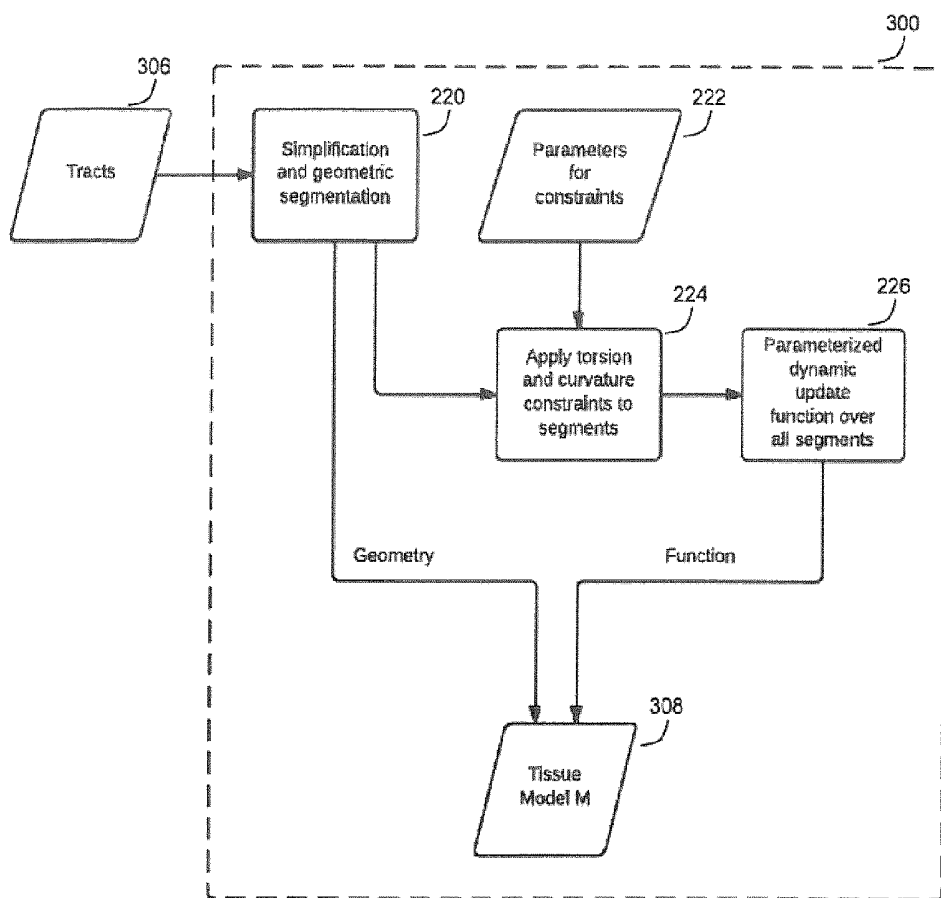 300
306
220
222
Tracts
Simplification
and geometric
segmentation
Parameters
for
constraints
224
226
Apply torsion
and curvature
constraints to
segments
Parameterized
dynamic
update
function over
all segments
Geometry
Function
308
Tissue
Model M